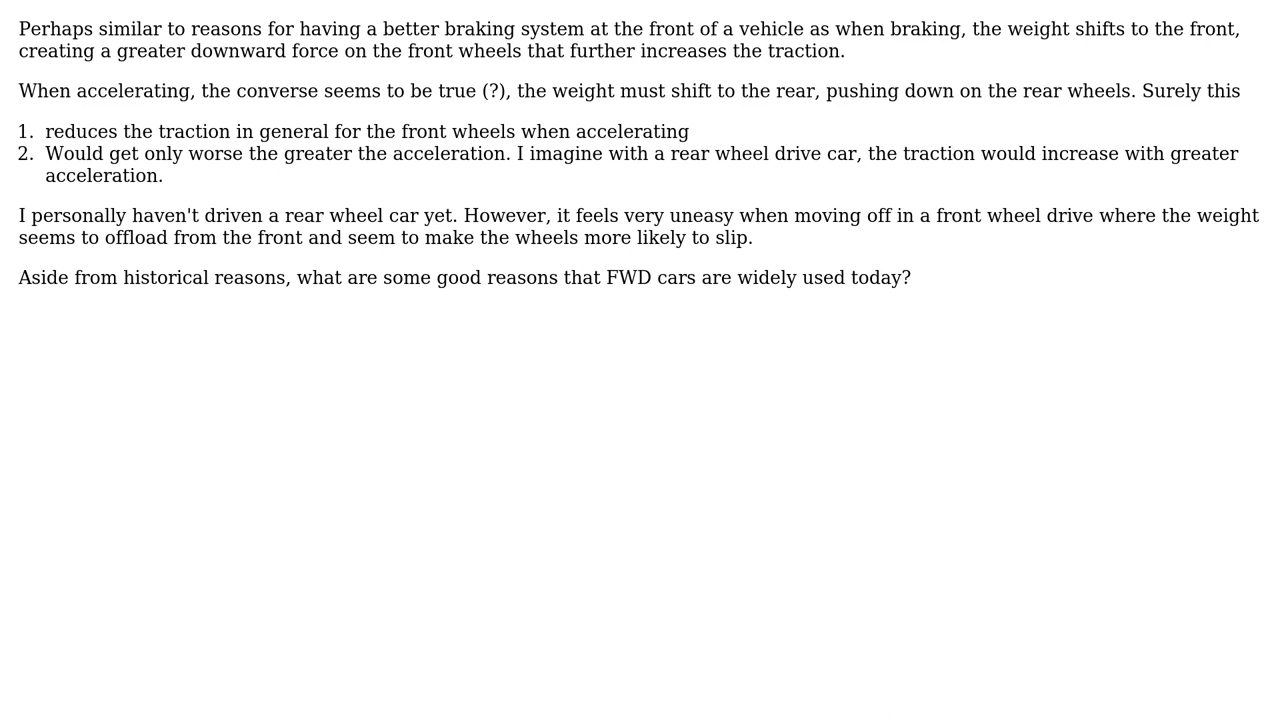 Perhaps similar to reasons for having a better braking system at the front of a vehicle as when braking, the weight shifts to the front,
creating a greater downward force on the front wheels that further increases the traction.
When accelerating, the converse seems to be true (?), the weight must shift to the rear, pushing down on the rear wheels. Surely this
1. reduces the traction in general for the front wheels when accelerating
2. Would get only worse the greater the acceleration. I imagine with a rear wheel drive car, the traction would increase with greater
acceleration.
I personally haven't driven a rear wheel car yet. However, it feels very uneasy when moving off in a front wheel drive where the weight
seems to offload from the front and seem to make the wheels more likely to slip.
Aside from historical reasons, what are some good reasons that FWD cars are widely used today?